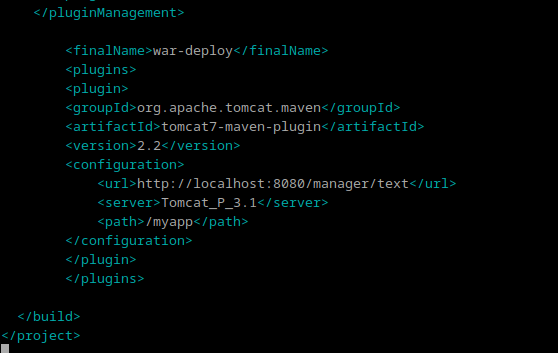 </pluginManagement>
<finalName>war-deploy</finalName>
<plugins>
<plugin>
<groupId>org.apache.tomcat.maven</groupId>
<artifactId>tomcat7-maven-plugin</artifactId>
<version>2.2</version>
<configuration>
<url>http://localhost:8080/manager/text</url>
<server>Tomcat_P_3.1</server>
<path>/myapp</path>
</configuration>
</plugin>
</plugins>
</build>
</project>